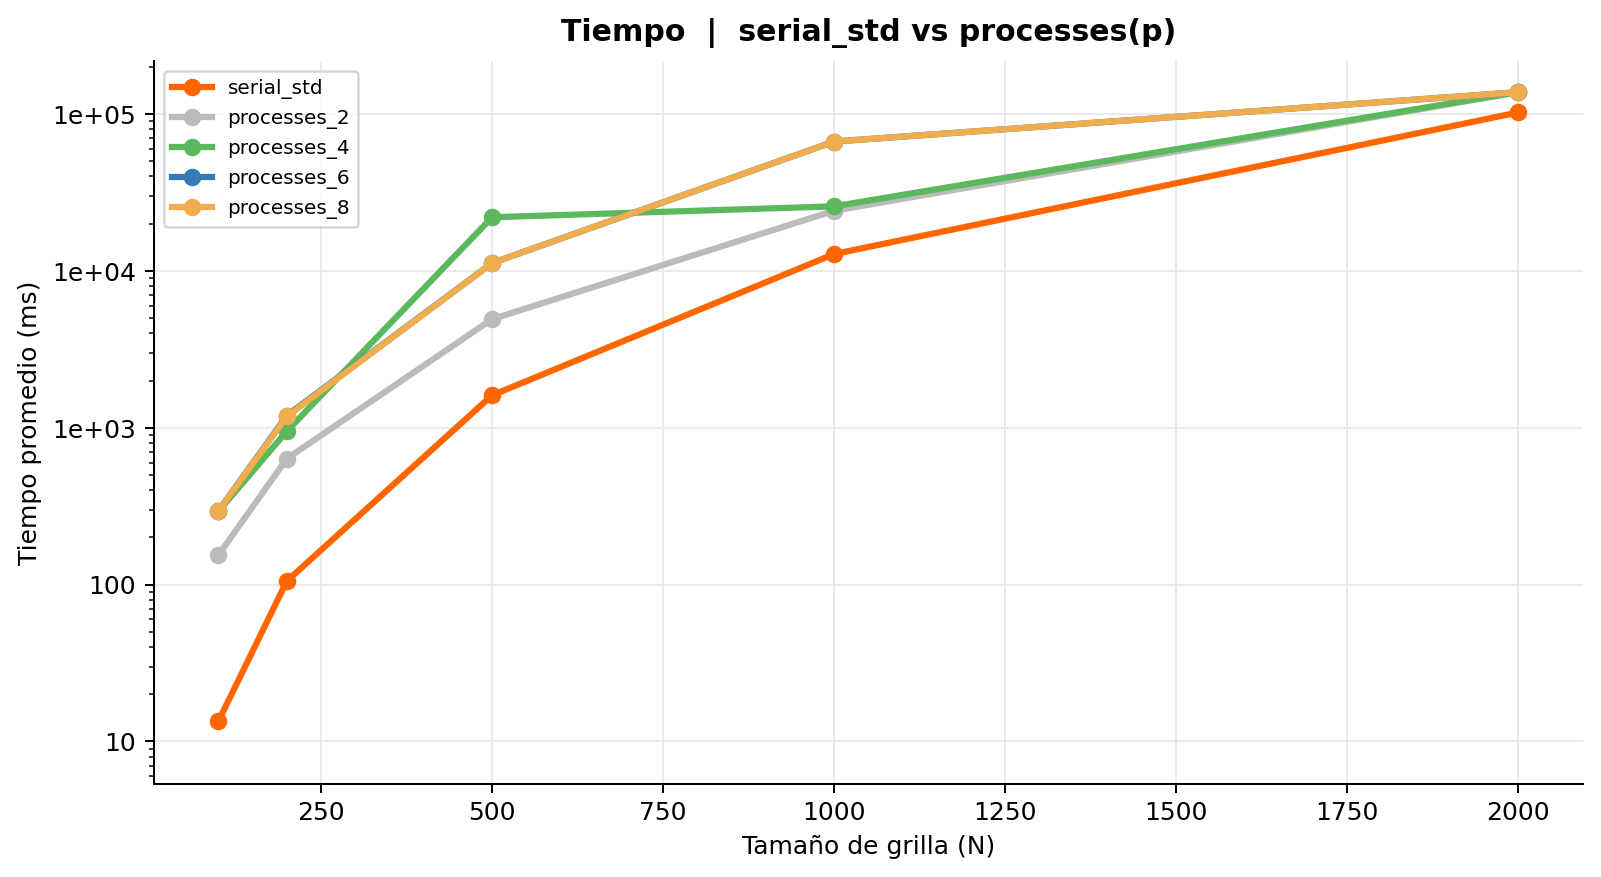 Tiempo | serial_std vs processes(p)
serial_std
processes_2
processes_4
processes_6
processes_8
Tiempo promedio (ms)
1e+05
1e+04
1e+03
100
10
250 500 750 1000 1250 1500 1750 2000
Tamaño de grilla (N)